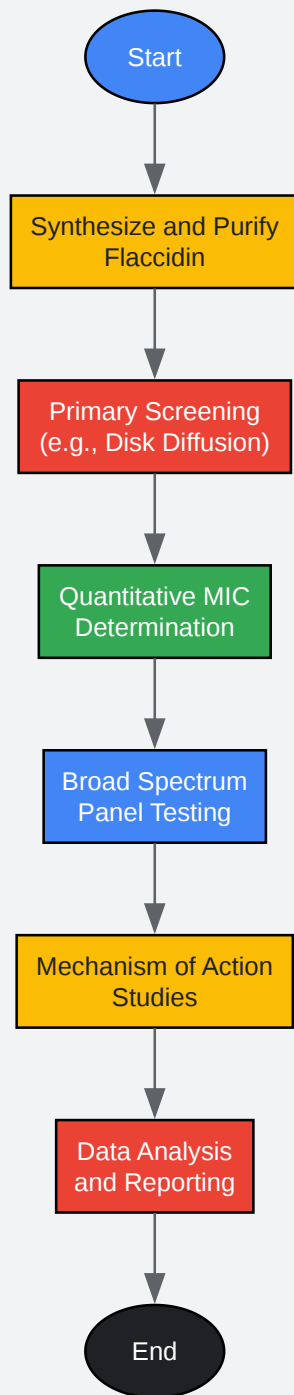 Start
Synthesize and Purify
Flaccidin
Primary Screening
(e.g., Disk Diffusion)
Quantitative MIC
Determination
Broad Spectrum
Panel Testing
Mechanism of Action
Studies
Data Analysis
and Reporting
End